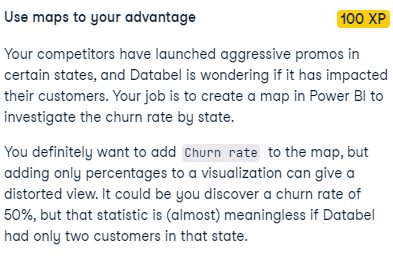 Use maps to your advantage
100 XP
Your competitors have launched aggressive promos in
certain states, and Databel is wondering if it has impacted
their customers. Your job is to create a map in Power BI to
investigate the churn rate by state.
You definitely want to add Churn rate to the map, but
adding only percentages to a visualization can give a
distorted view. It could be you discover a churn rate of
50%, but that statistic is (almost) meaningless if Databel
had only two customers in that state.